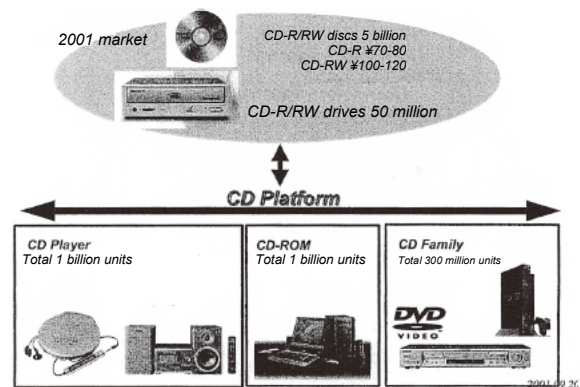 2001 market
CD-R/RW discs 5 billion
CD-R ¥70-80
CD-RW ¥100-120
CD-R/RW drives 50 million
CD Platform
CD Player
Total 1 billion units
CD-ROM
Total 1 billion units
CD Family
Total 300 million units
DVD
VIDEO